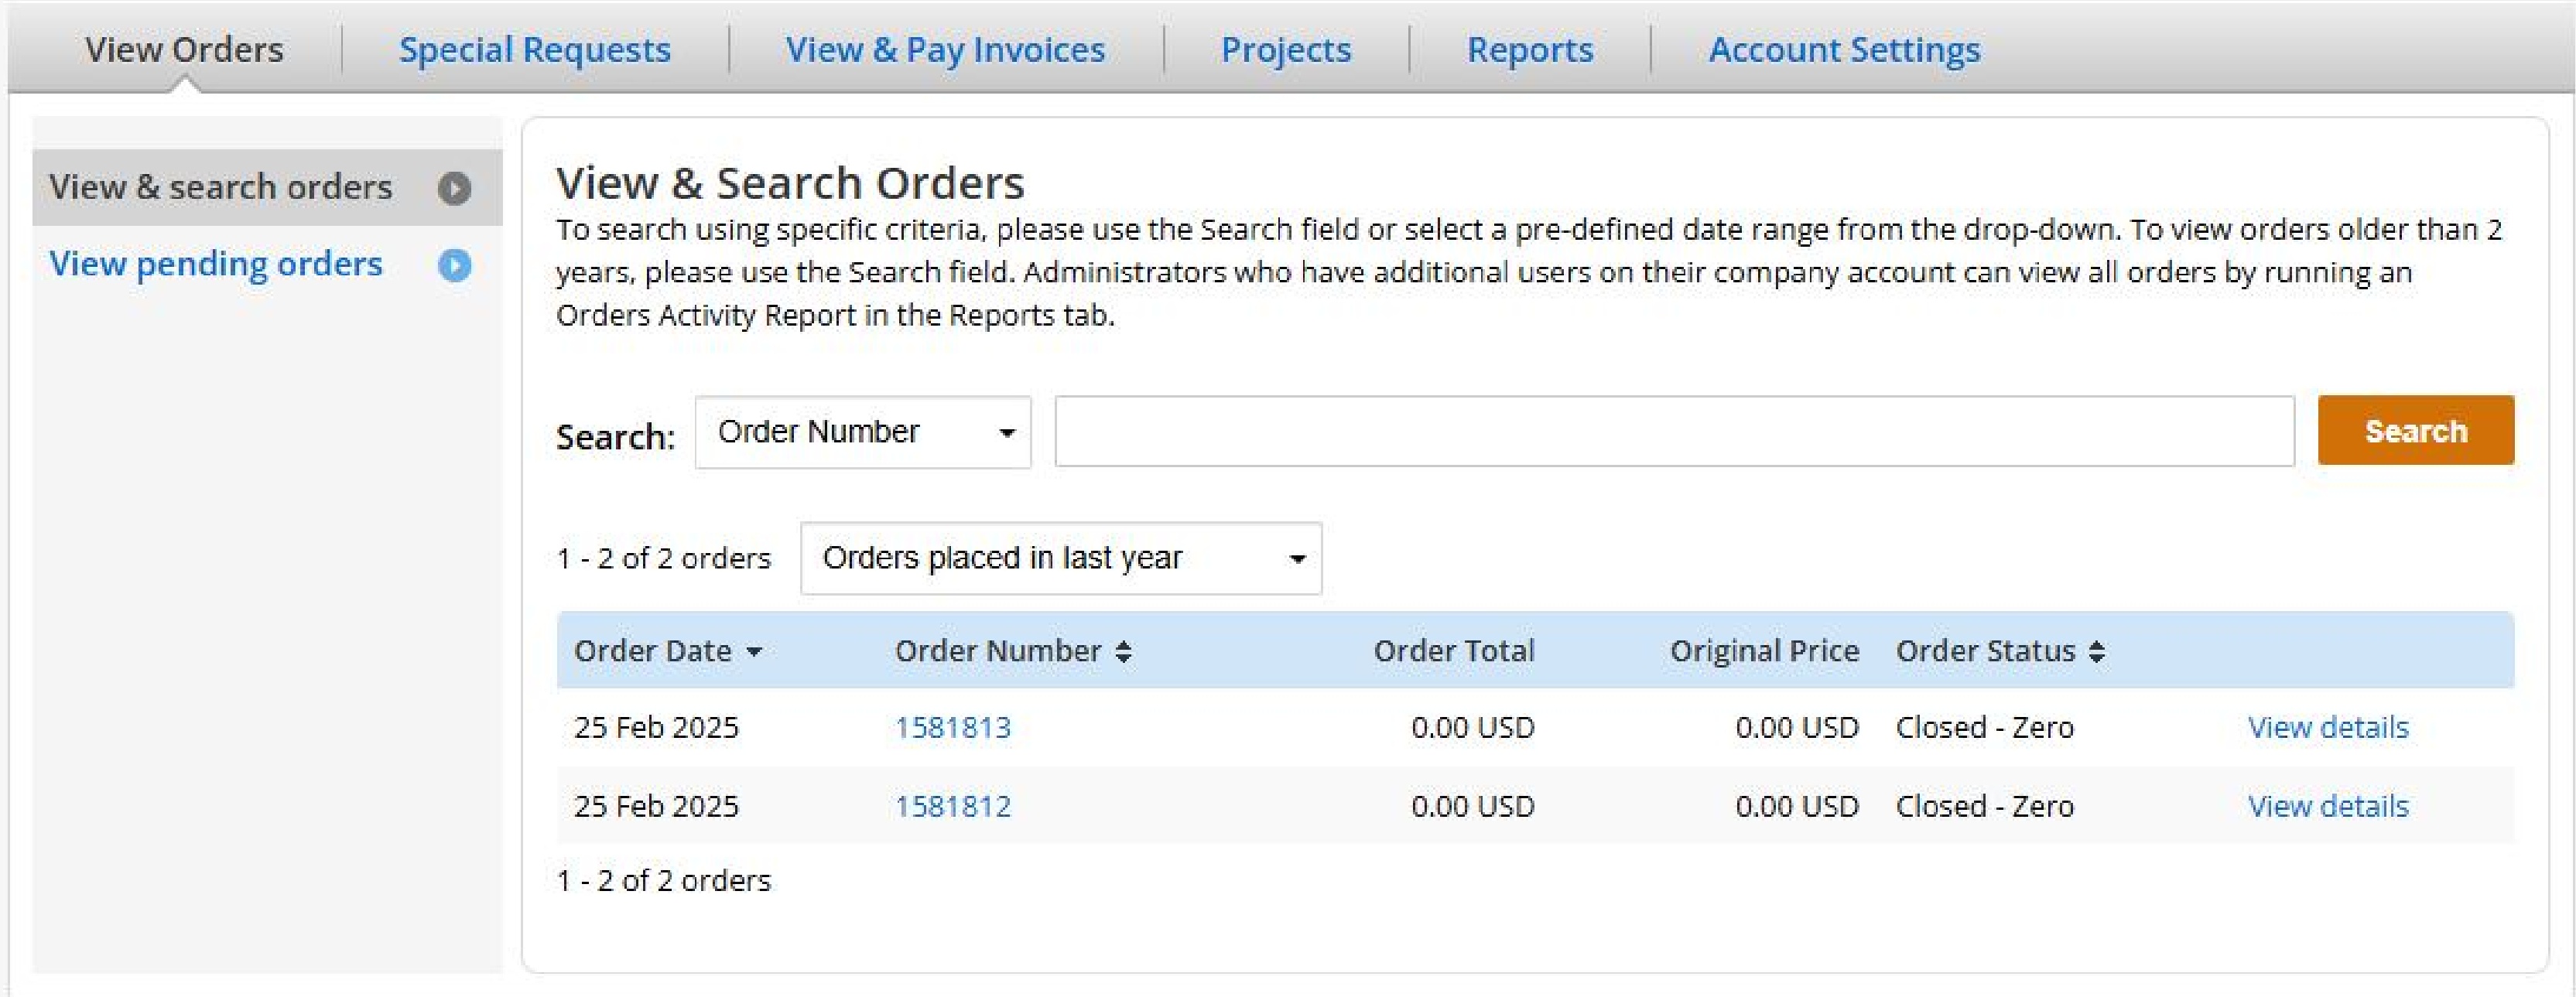 View Orders Special Requests View & Pay Invoices Projects Reports Account Settings
View & search orders
View pending orders
View & Search Orders
To search using specific criteria, please use the Search field or select a pre-defined date range from the drop-down. To view orders older than 2
years, please use the Search field. Administrators who have additional users on their company account can view all orders by running an
Orders Activity Report in the Reports tab.
Search: Order Number Search
1 - 2 of 2 orders Orders placed in last year
Order Date Order Number Order Total Original Price Order Status
25 Feb 2025 1581813 0.00 USD 0.00 USD Closed - Zero View details
25 Feb 2025 1581812 0.00 USD 0.00 USD Closed - Zero View details
1 - 2 of 2 orders